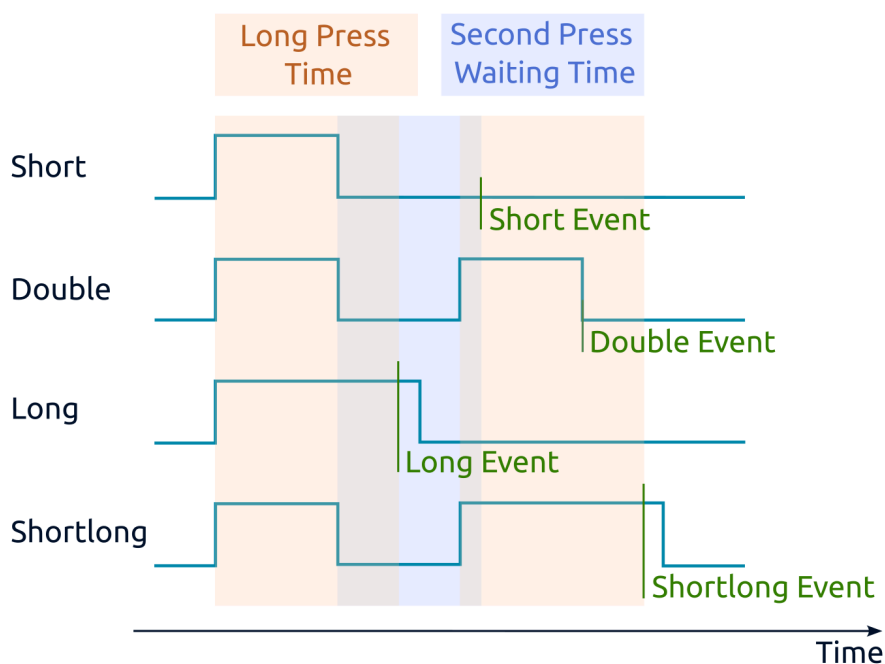 Long Press
Time
Second Press
Waiting Time
Short
Short Event
Double
Double Event
Long
Long Event
Shortlong
Shortlong Event
Time